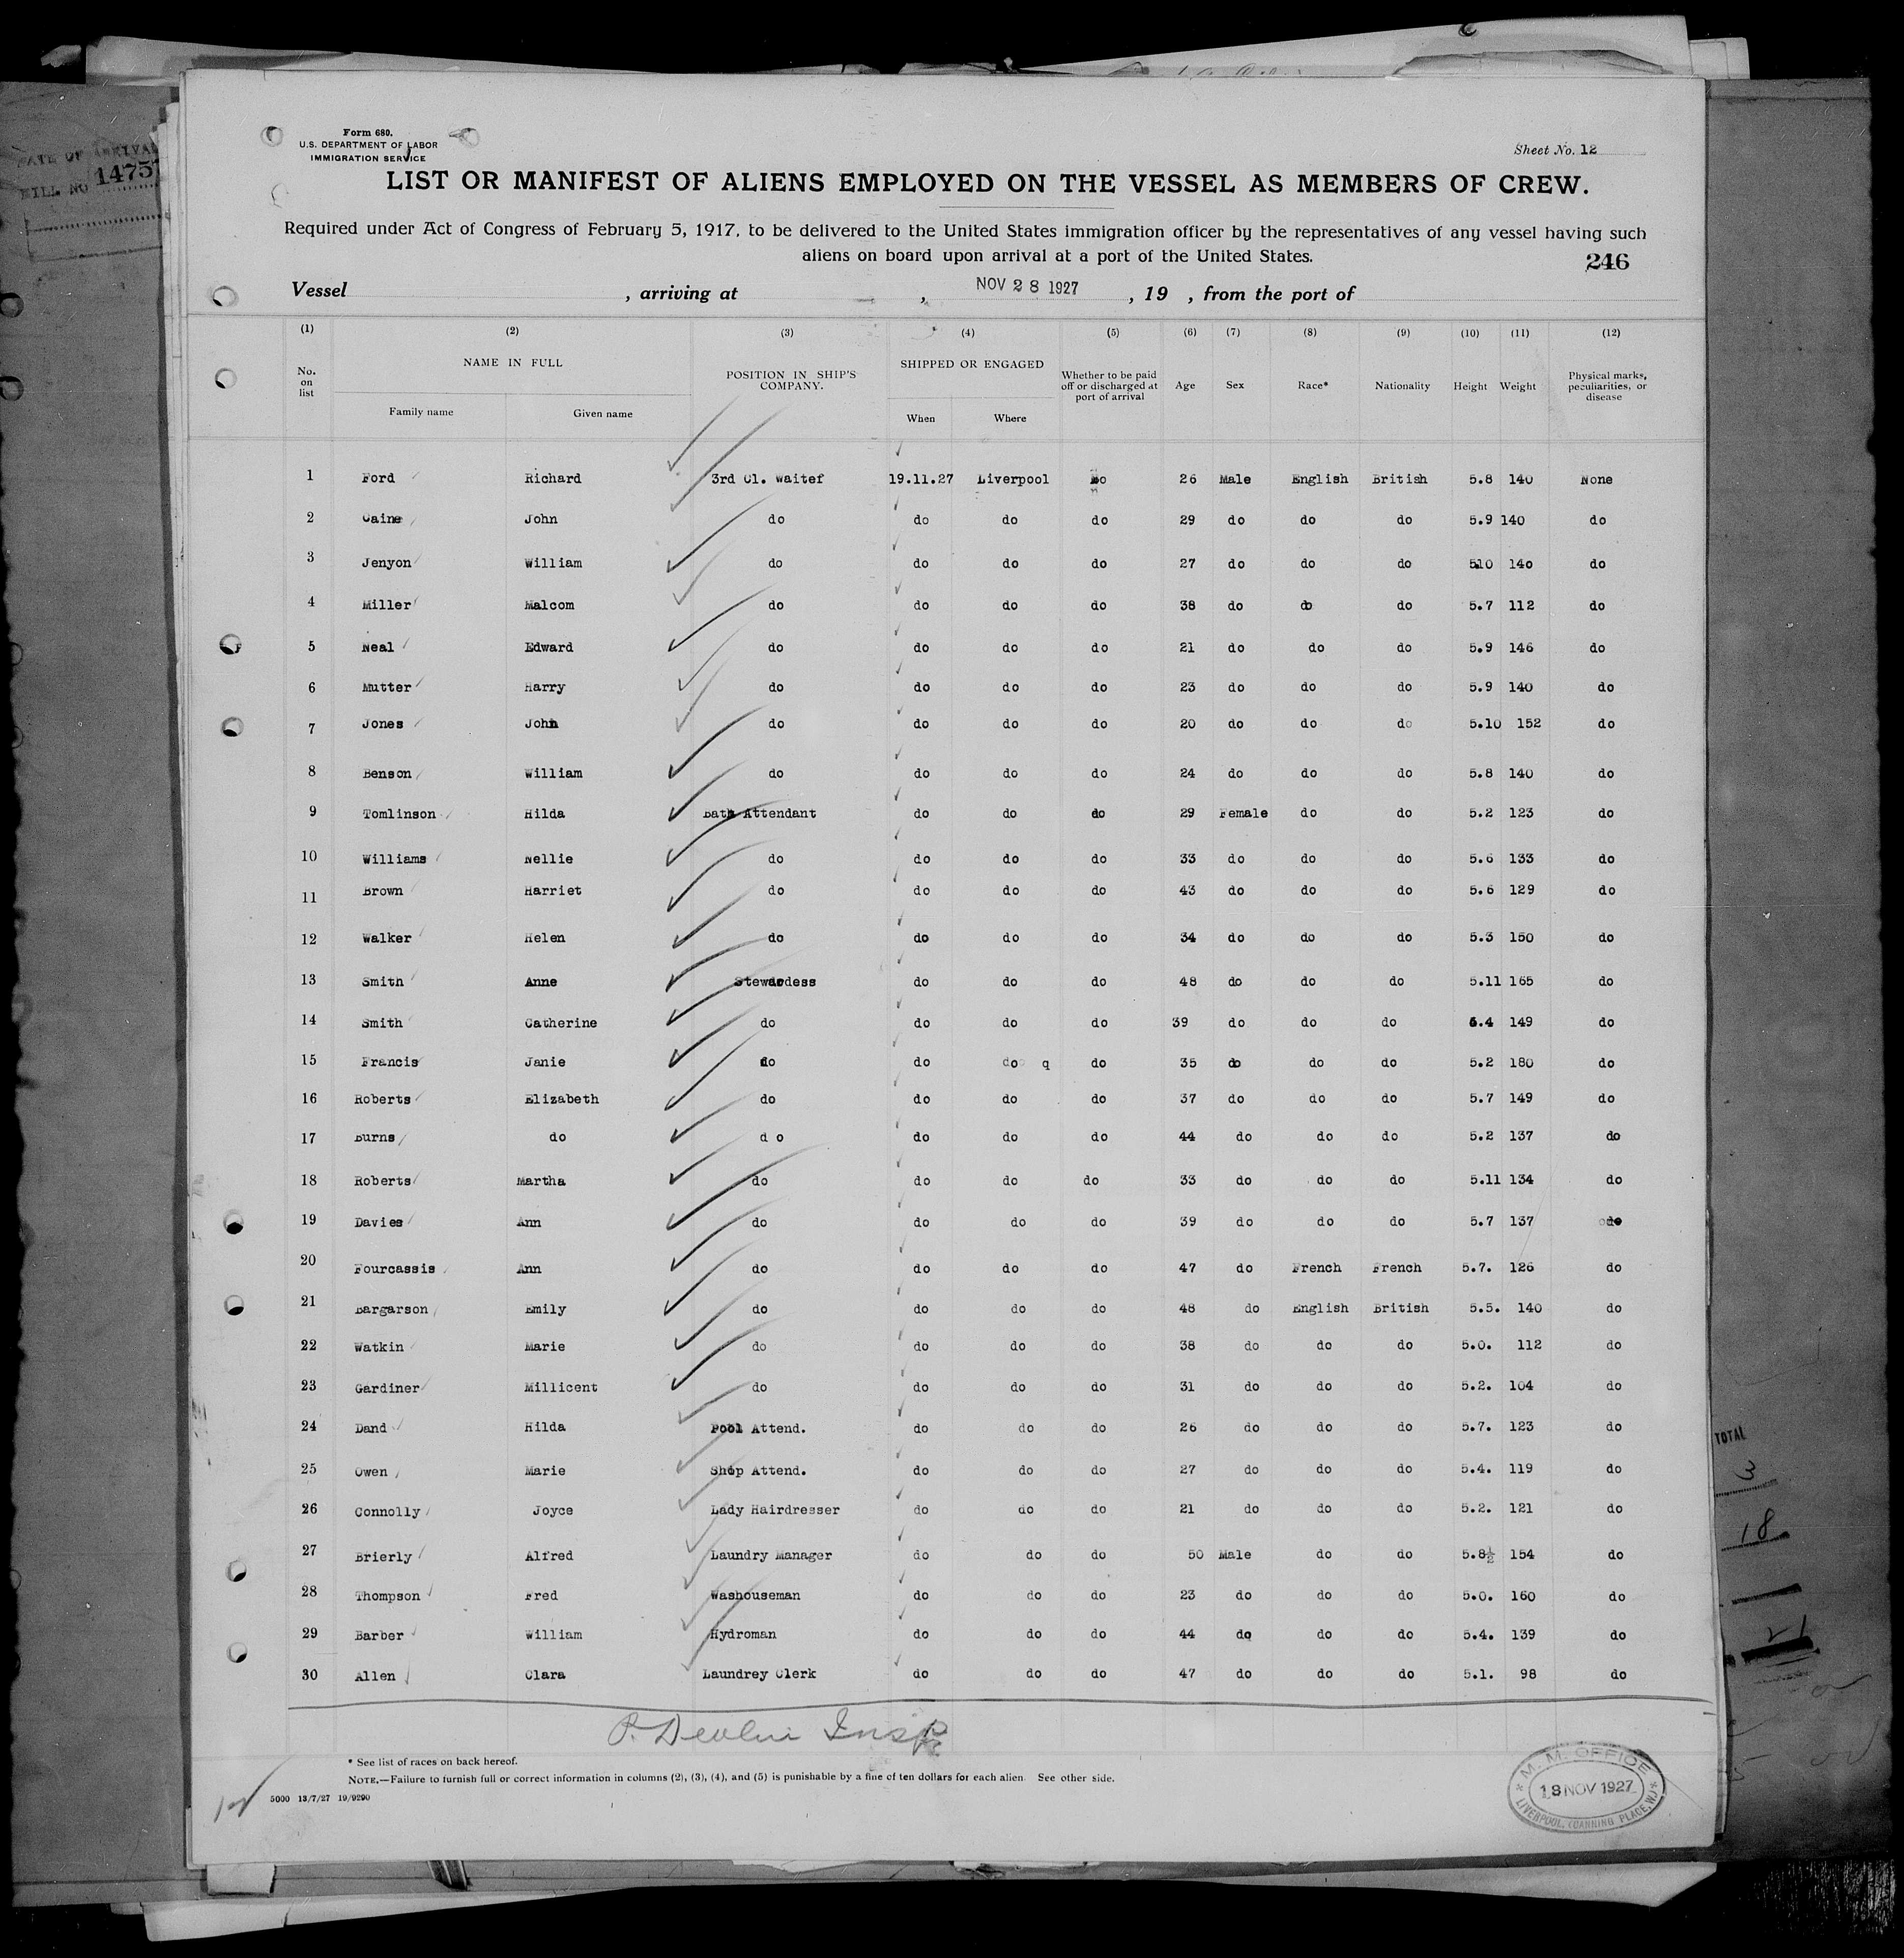 DATE OF ARRIVAL
BILL NO 1475
Form 680.
U.S. DEPARTMENT OF LABOR
IMMIGRATION SERVICE
Sheet No. 12
LIST OR MANIFEST OF ALIENS EMPLOYED ON THE VESSEL AS MEMBERS OF CREW.
Required under Act of Congress of February 5, 1917, to be delivered to the United States immigration officer by the representatives of any vessel having such
aliens on board upon arrival at a port of the United States.
246
Vessel , arriving at , NOV 28 1927 , 19 , from the port of
(1) (2) (3) (4) (5) (6) (7) (8) (9) (10) (11) (12)
No. on list NAME IN FULL Family name Given name POSITION IN SHIP'S COMPANY. SHIPPED OR ENGAGED When Where Whether to be paid off or discharged at port of arrival Age Sex Race* Nationality Height Weight Physical marks, peculiarities, or disease
1 Ford Richard 3rd Cl. Waitef 19.11.27 Liverpool No 26 Male English British 5.8 140 None
2 Caine John do do do do 29 do do do 5.9 140 do
3 Jenyon William do do do do 27 do do do 510 140 do
4 Miller Malcom do do do do 38 do do do 5.7 112 do
5 Neal Edward do do do do 21 do do do 5.9 146 do
6 Mutter Harry do do do do 23 do do do 5.9 140 do
7 Jones John do do do do 20 do do do 5.10 152 do
8 Benson William do do do do 24 do do do 5.8 140 do
9 Tomlinson Hilda Bath Attendant do do do 29 Female do do 5.2 123 do
10 Williams Nellie do do do do 33 do do do 5.6 133 do
11 Brown Harriet do do do do 43 do do do 5.6 129 do
12 Walker Helen do do do do 34 do do do 5.3 150 do
13 Smith Anne Stewardess do do do 48 do do do 5.11 165 do
14 Smith Catherine do do do do 39 do do do 5.4 149 do
15 Francis Janie do do do q do 35 do do do 5.2 180 do
16 Roberts Elizabeth do do do do 37 do do do 5.7 149 do
17 Burns do do do do do 44 do do do 5.2 137 do
18 Roberts Martha do do do do 33 do do do 5.11 134 do
19 Davies Ann do do do do 39 do do do 5.7 137 do
20 Fourcassis Ann do do do do 47 do French French 5.7. 126 do
21 Bargarson Emily do do do do 48 do English British 5.5. 140 do
22 Watkin Marie do do do do 38 do do do 5.0. 112 do
23 Gardiner Millicent do do do do 31 do do do 5.2. 104 do
24 Dand Hilda Pool Attend. do do do 26 do do do 5.7. 123 do
25 Owen Marie Shop Attend. do do do 27 do do do 5.4. 119 do
26 Connolly Joyce Lady Hairdresser do do do 21 do do do 5.2. 121 do
27 Brierly Alfred Laundry Manager do do do 50 Male do do 5.8½ 154 do
28 Thompson Fred Washouseman do do do 23 do do do 5.0. 160 do
29 Barber William Hydroman do do do 44 do do do 5.4. 139 do
30 Allen Clara Laundrey Clerk do do do 47 do do do 5.1. 98 do
P. Devlin Insp
* See list of races on back hereof.
NOTE.—Failure to furnish full or correct information in columns (2), (3), (4), and (5) is punishable by a fine of ten dollars for each alien. See other side.
5000 13/7/27 19/9290
M. M. OFFICE
18 NOV 1927
LIVERPOOL, (CANNING PLACE, WJ)
TOTAL
3
18
21